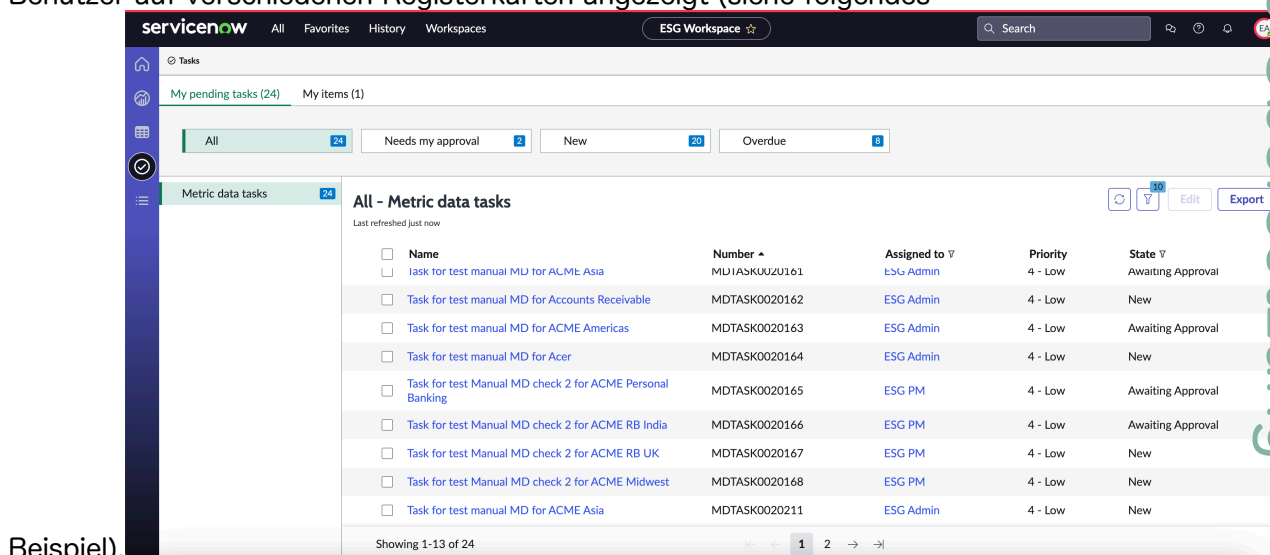 Benutzer auf verschiedenen Registerkarten angezeigt (siehe folgendes
servicenow All Favorites History Workspaces ESG Workspace Search EA
Tasks
My pending tasks (24) My items (1)
All 24 Needs my approval 2 New 20 Overdue 8
Metric data tasks 24
All - Metric data tasks 10 Edit Export
Last refreshed just now
Name Number Assigned to Priority State
Task for test manual MD for ACME Asia MDTASK0020161 ESG Admin 4 - Low Awaiting Approval
Task for test manual MD for Accounts Receivable MDTASK0020162 ESG Admin 4 - Low New
Task for test manual MD for ACME Americas MDTASK0020163 ESG Admin 4 - Low Awaiting Approval
Task for test manual MD for Acer MDTASK0020164 ESG Admin 4 - Low New
Task for test Manual MD check 2 for ACME Personal
Banking MDTASK0020165 ESG PM 4 - Low Awaiting Approval
Task for test Manual MD check 2 for ACME RB India MDTASK0020166 ESG PM 4 - Low Awaiting Approval
Task for test Manual MD check 2 for ACME RB UK MDTASK0020167 ESG PM 4 - Low New
Task for test Manual MD check 2 for ACME Midwest MDTASK0020168 ESG PM 4 - Low New
Task for test manual MD for ACME Asia MDTASK0020211 ESG Admin 4 - Low New
Showing 1-13 of 24 1 2
Beispiel)